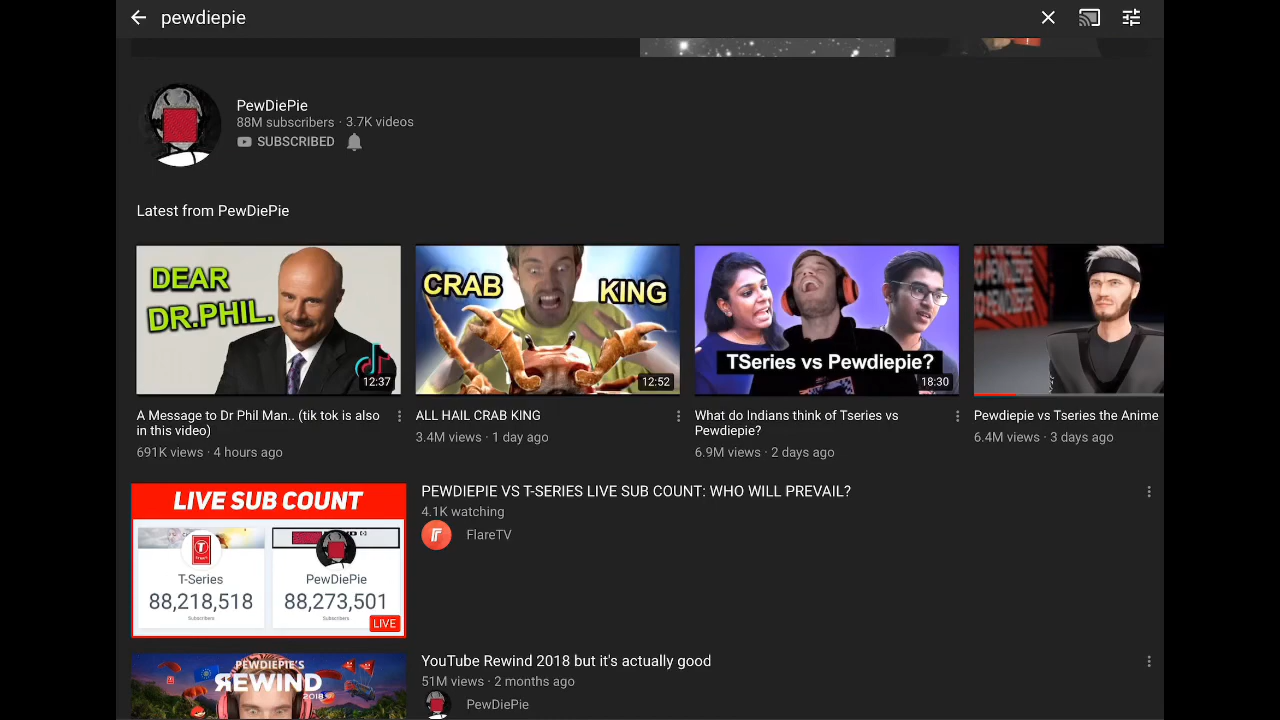 pewdiepie
PewDiePie
88M subscribers · 3.7K videos
SUBSCRIBED
Latest from PewDiePie
DEAR
DR.PHIL.
12:37
CRAB KING
12:52
TSeries vs Pewdiepie?
18:30
A Message to Dr Phil Man.. (tik tok is also
in this video)
691K views · 4 hours ago
ALL HAIL CRAB KING
3.4M views · 1 day ago
What do Indians think of Tseries vs
Pewdiepie?
6.9M views · 2 days ago
Pewdiepie vs Tseries the Anime
6.4M views · 3 days ago
LIVE SUB COUNT
T-Series
88,218,518
Subscribers
PewDiePie
88,273,501
Subscribers
LIVE
PEWDIEPIE VS T-SERIES LIVE SUB COUNT: WHO WILL PREVAIL?
4.1K watching
FlareTV
PEWDIEPIE'S
REWIND
2018
YouTube Rewind 2018 but it's actually good
51M views · 2 months ago
PewDiePie